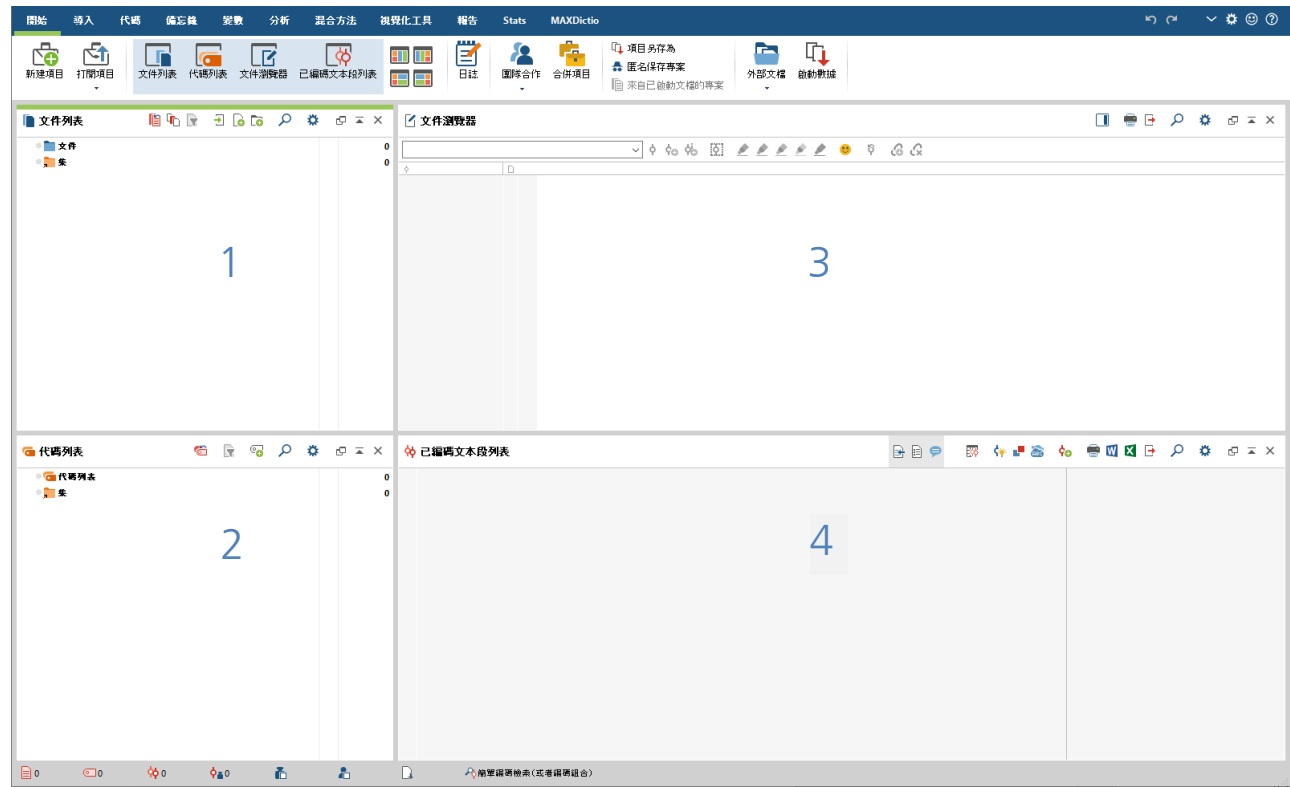 開始 導入 代碼 備忘錄 變數 分析 混合方法 視覺化工具 報告 Stats MAXDictio
新建項目 打開項目 文件列表 代碼列表 文件瀏覽器 已編碼文本段列表 日誌 團隊合作 合併項目 項目另存為 匿名保存專案 來自已啟動文檔的專案 外部文檔 啟動數據
文件列表
文件 0
集 0
1
文件瀏覽器
3
代碼列表
代碼列表 0
集 0
2
已編碼文本段列表
4
0 0 0 0 簡單編碼檢索(或者編碼組合)